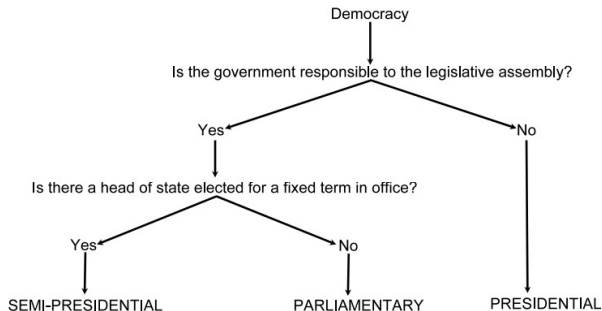 Democracy
Is the government responsible to the legislative assembly?
Yes
No
Is there a head of state elected for a fixed term in office?
Yes
No
SEMI-PRESIDENTIAL
PARLIAMENTARY
PRESIDENTIAL